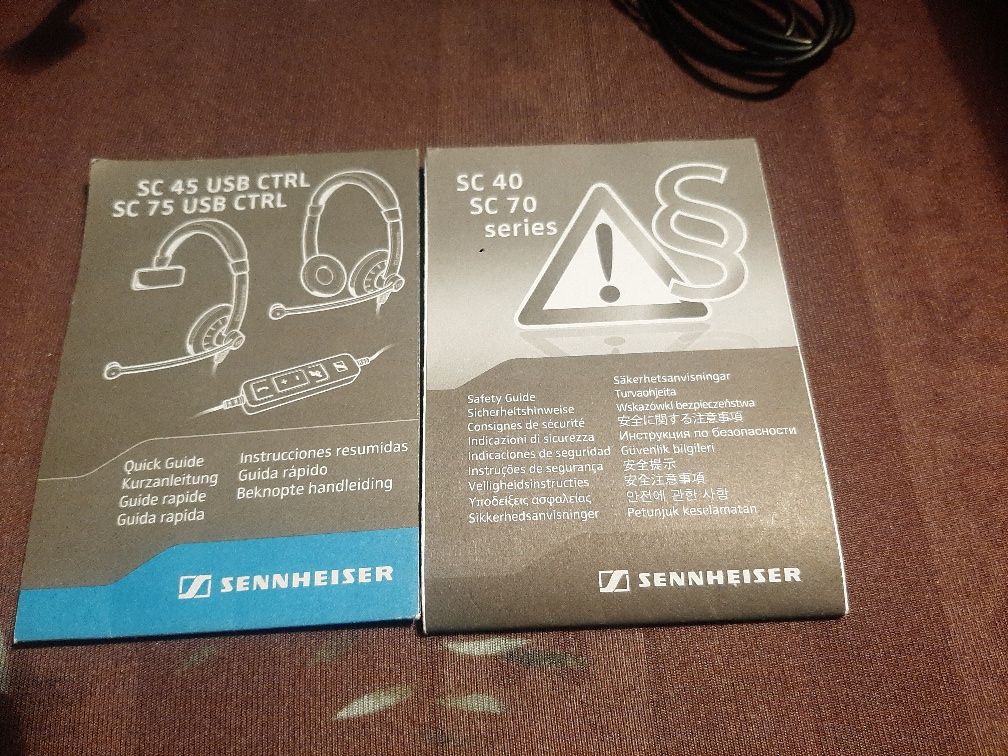 SC 45 USB CTRL
SC 75 USB CTRL
Quick Guide
Kurzanleitung
Guide rapide
Guida rapida
Instrucciones resumidas
Guida rápido
Beknopte handleiding
SENNHEISER
SC 40
SC 70
series
Safety Guide
Sicherheitshinweise
Consignes de sécurité
Indicazioni di sicurezza
Indicaciones de seguridad
Instruções de segurança
Veiligheidsinstructies
Υποδείξεις ασφαλείας
Sikkerhedsanvisninger
Säkerhetsanvisningar
Turvaohjeita
Wskazówki bezpieczeństwa
安全に関する注意事項
Инструкция по безопасности
Güvenlik bilgileri
安全提示
安全注意事項
안전에 관한 사항
Petunjuk keselamatan
SENNHEISER